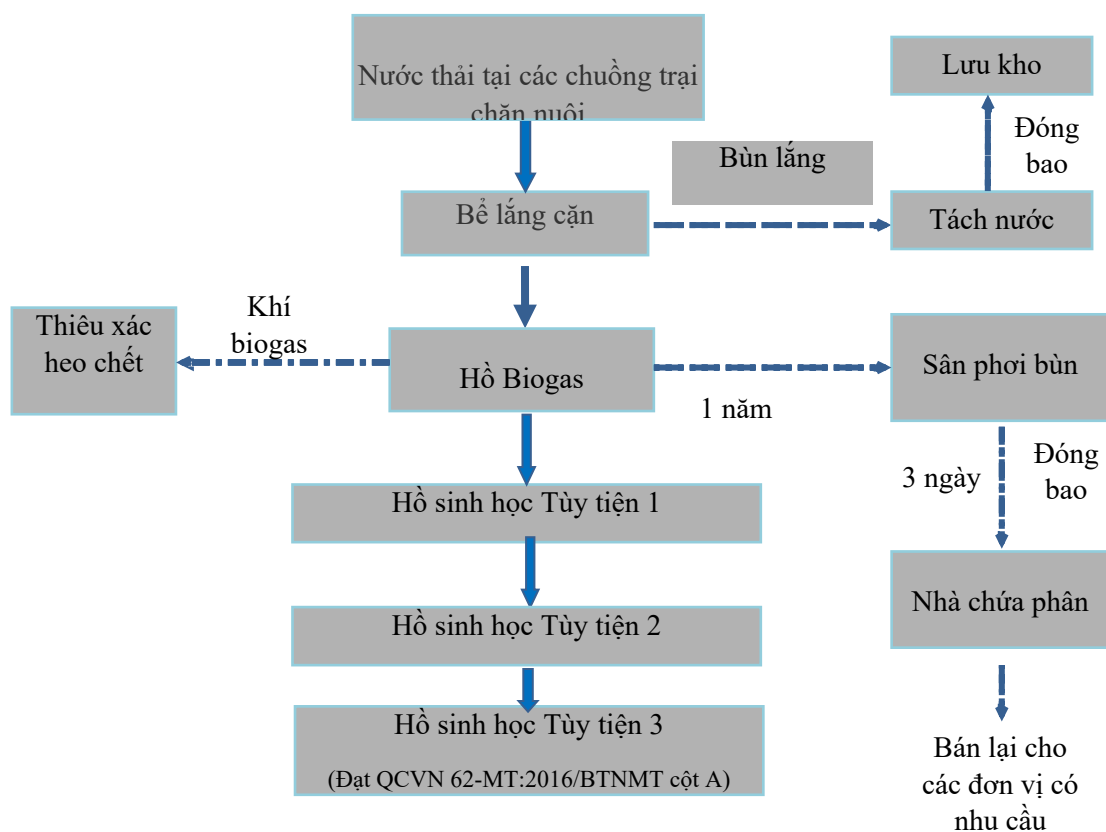 Nước thải tại các chuồng trại
chăn nuôi
Lưu kho
Đóng
bao
Bùn lắng
Bể lắng cặn
Tách nước
Khí
biogas
Thiêu xác
heo chết
Hồ Biogas
Sân phơi bùn
1 năm
3 ngày
Đóng
bao
Hồ sinh học Tùy tiện 1
Hồ sinh học Tùy tiện 2
Nhà chứa phân
Hồ sinh học Tùy tiện 3
(Đạt QCVN 62-MT:2016/BTNMT cột A)
Bán lại cho
các đơn vị có
nhu cầu